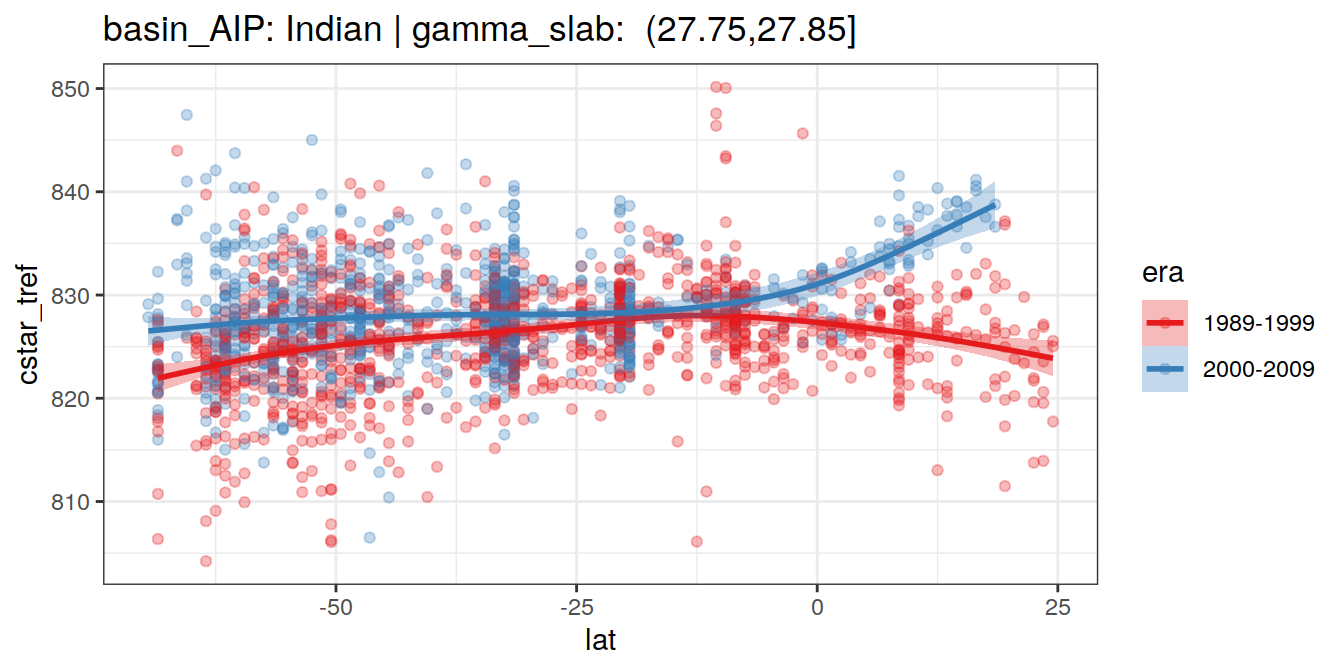 basin_AIP: Indian | gamma_slab:  (27.75,27.85]
850
840
830
820
810
cstar_tref
-50
-25
0
25
lat
era
1989-1999
2000-2009